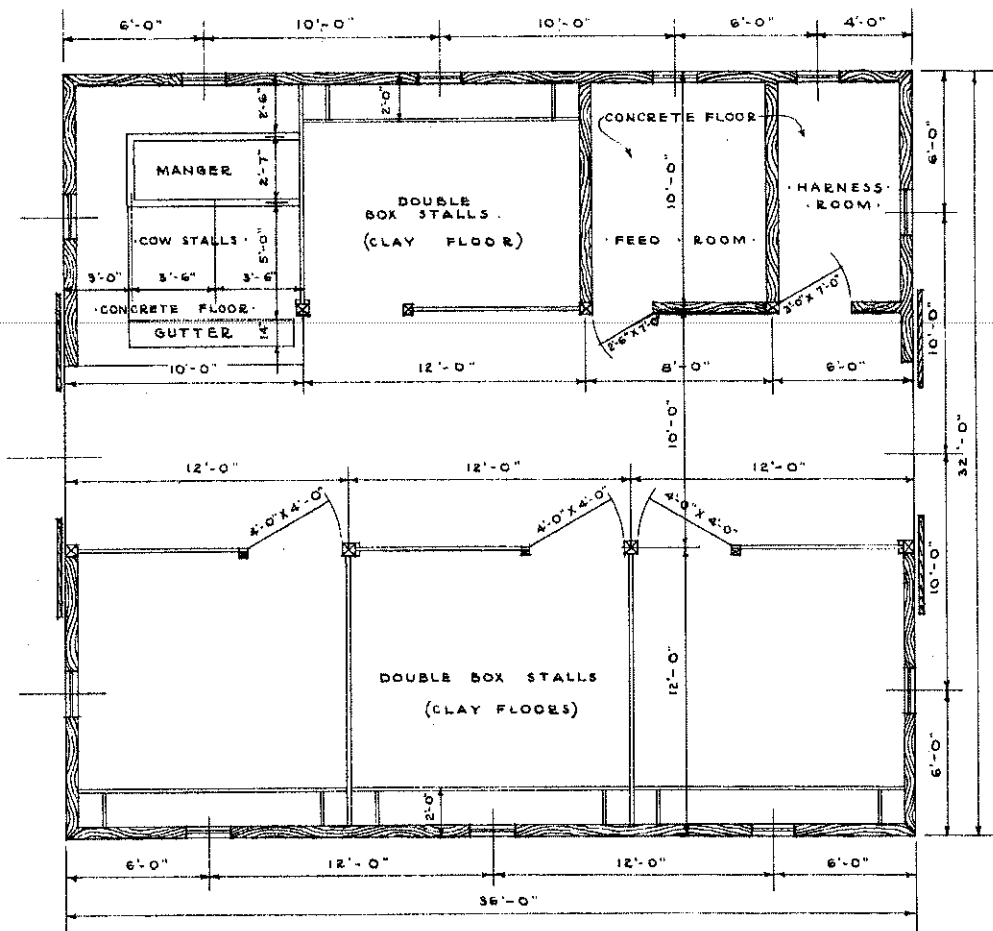 6'-0" 10'-0" 10'-0" 6'-0" 4'-0"
2'-6"
2'-0"
CONCRETE FLOOR
6'-0"
MANGER
2'-7"
10'-0"
HARNESS
ROOM
DOUBLE
BOX STALLS.
(CLAY FLOOR)
COW STALLS
5'-0"
FEED ROOM
3'-0" 3'-6" 3'-6"
CONCRETE FLOOR
GUTTER
14"
2'-6" X 7'-0"
3'-0" X 7'-0"
10'-0"
10'-0" 12'-0" 8'-0" 6'-0"
10'-0"
32'-0"
12'-0" 12'-0" 12'-0"
4'-0" X 4'-0"
4'-0" X 4'-0"
4'-0" X 4'-0"
10'-0"
12'-0"
DOUBLE BOX STALLS
(CLAY FLOORS)
6'-0"
2'-0"
6'-0" 12'-0" 12'-0" 6'-0"
36'-0"